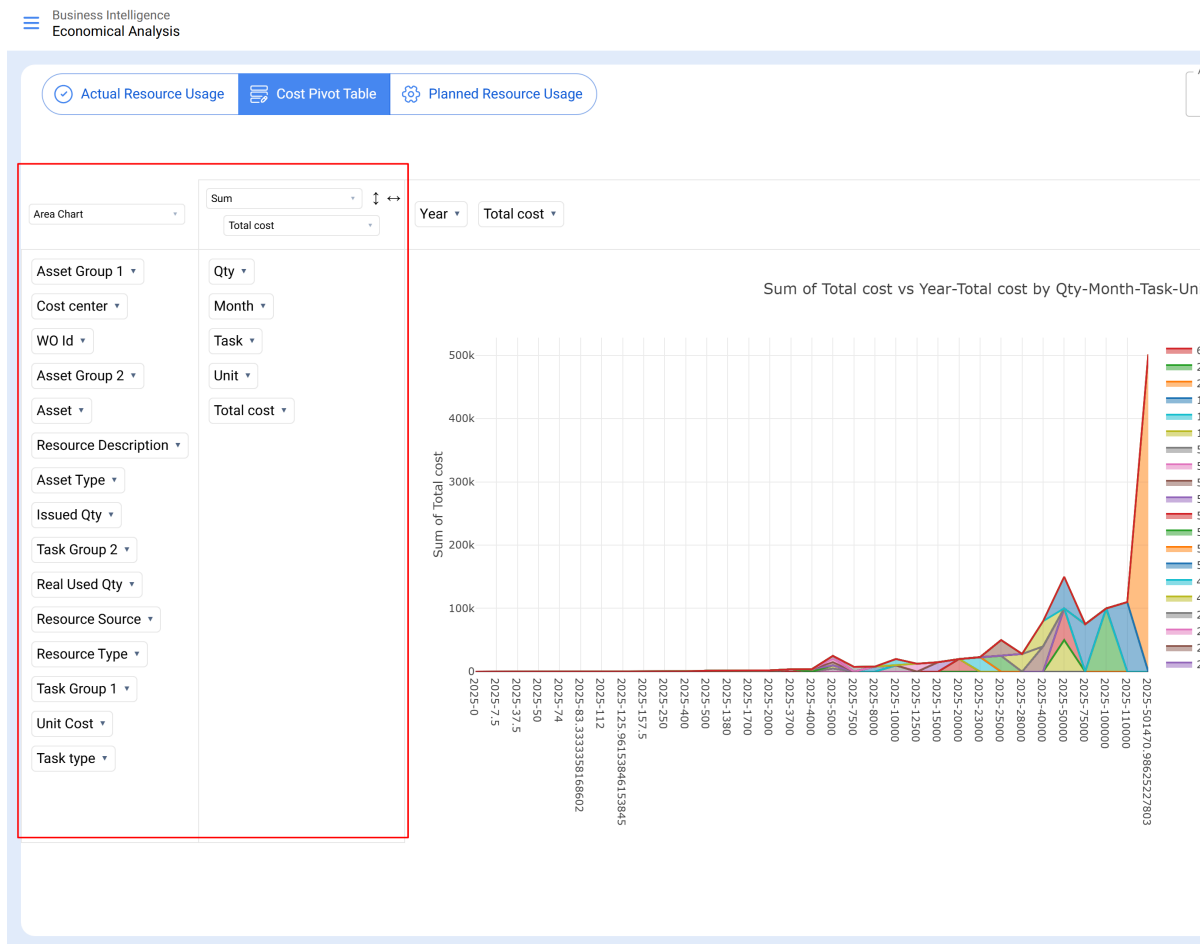 Business Intelligence
Economical Analysis
Actual Resource Usage
Cost Pivot Table
Planned Resource Usage
Area Chart
Sum
Total cost
Year
Total cost
Asset Group 1
Cost center
WO Id
Asset Group 2
Asset
Resource Description
Asset Type
Issued Qty
Task Group 2
Real Used Qty
Resource Source
Resource Type
Task Group 1
Unit Cost
Task type
Qty
Month
Task
Unit
Total cost
Sum of Total cost vs Year-Total cost by Qty-Month-Task-Un
Sum of Total cost
500k
400k
300k
200k
100k
0
2025-0
2025-7.5
2025-37.5
2025-50
2025-74
2025-83.3333358168602
2025-112
2025-125.96153846153845
2025-157.5
2025-250
2025-400
2025-500
2025-1380
2025-1700
2025-2000
2025-3700
2025-4000
2025-5000
2025-7500
2025-8000
2025-10000
2025-12500
2025-15000
2025-20000
2025-23000
2025-25000
2025-28000
2025-40000
2025-50000
2025-75000
2025-100000
2025-110000
2025-501470.98625227803